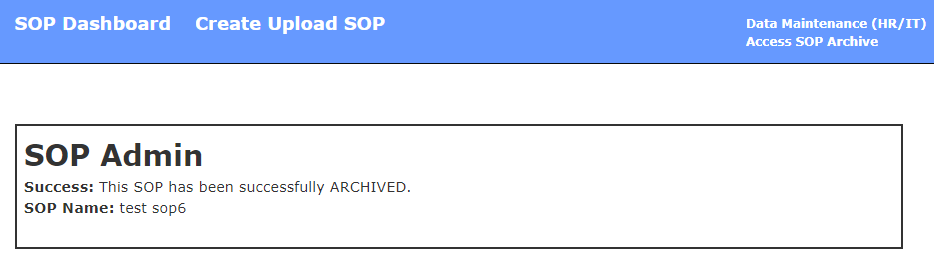 SOP Dashboard Create Upload SOP
Data Maintenance (HR/IT)
Access SOP Archive
SOP Admin
Success: This SOP has been successfully ARCHIVED.
SOP Name: test sop6